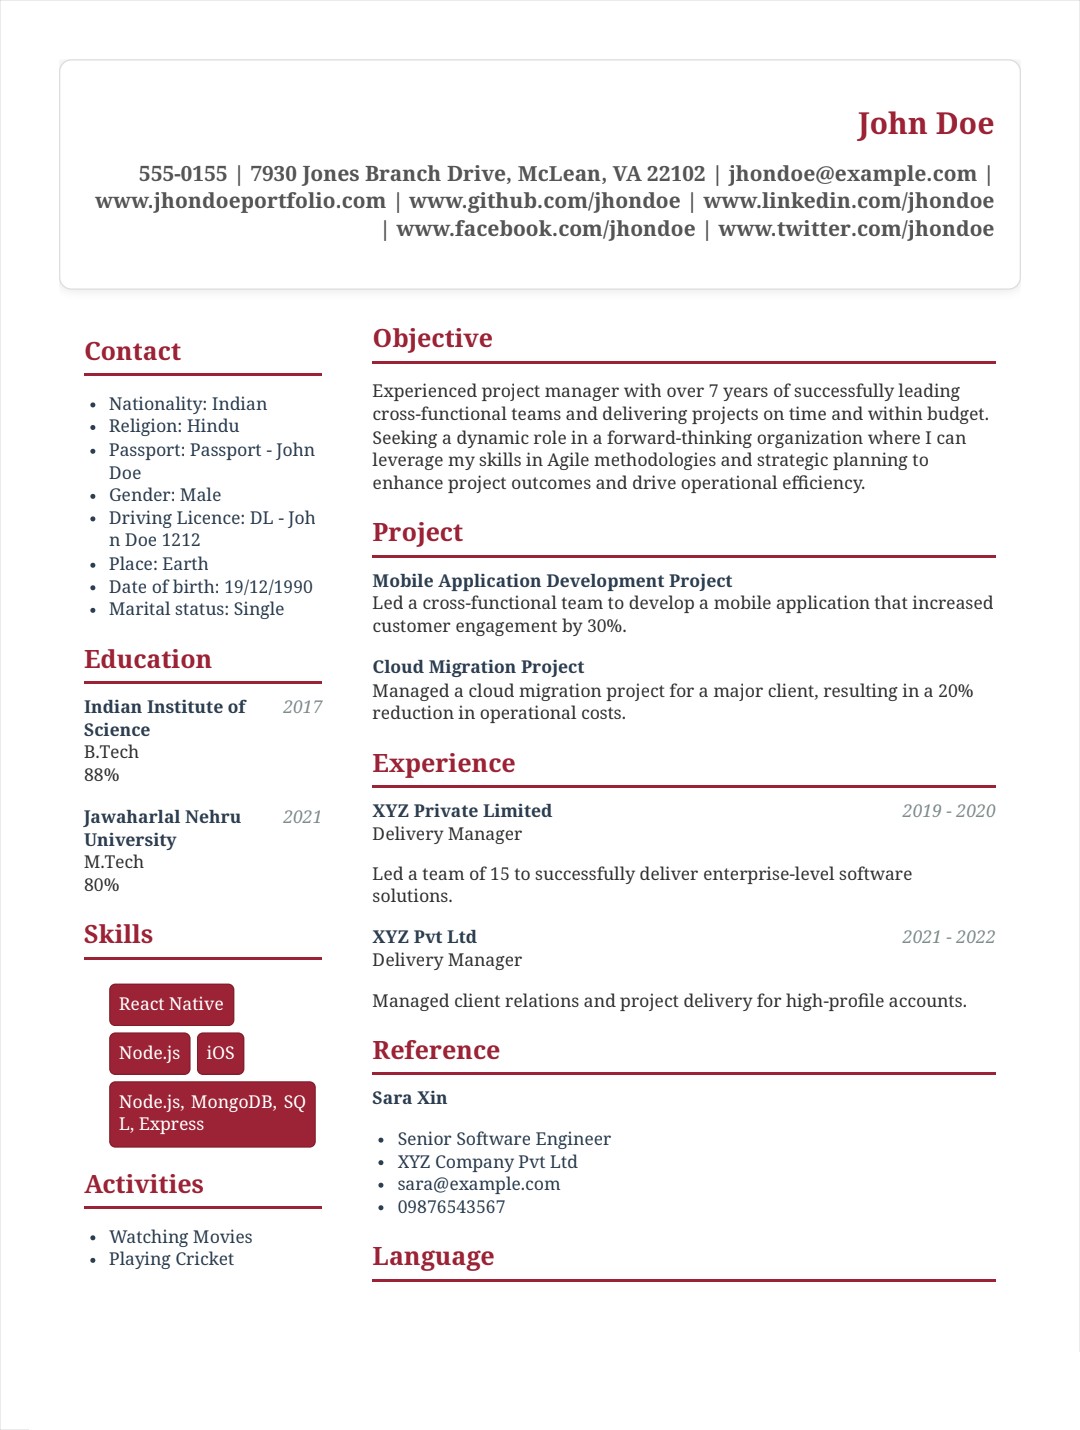 John Doe
555-0155 | 7930 Jones Branch Drive, McLean, VA 22102 | jhondoe@example.com |
www.jhondoeportfolio.com | www.github.com/jhondoe | www.linkedin.com/jhondoe
| www.facebook.com/jhondoe | www.twitter.com/jhondoe
Contact
• Nationality: Indian
• Religion: Hindu
• Passport: Passport - John
Doe
• Gender: Male
• Driving Licence: DL - Joh
n Doe 1212
• Place: Earth
• Date of birth: 19/12/1990
• Marital status: Single
Education
Indian Institute of 2017
Science
B.Tech
88%
Jawaharlal Nehru 2021
University
M.Tech
80%
Skills
React Native
Node.js iOS
Node.js, MongoDB, SQ
L, Express
Activities
• Watching Movies
• Playing Cricket
Objective
Experienced project manager with over 7 years of successfully leading
cross-functional teams and delivering projects on time and within budget.
Seeking a dynamic role in a forward-thinking organization where I can
leverage my skills in Agile methodologies and strategic planning to
enhance project outcomes and drive operational efficiency.
Project
Mobile Application Development Project
Led a cross-functional team to develop a mobile application that increased
customer engagement by 30%.
Cloud Migration Project
Managed a cloud migration project for a major client, resulting in a 20%
reduction in operational costs.
Experience
XYZ Private Limited 2019 - 2020
Delivery Manager
Led a team of 15 to successfully deliver enterprise-level software
solutions.
XYZ Pvt Ltd 2021 - 2022
Delivery Manager
Managed client relations and project delivery for high-profile accounts.
Reference
Sara Xin
• Senior Software Engineer
• XYZ Company Pvt Ltd
• sara@example.com
• 09876543567
Language